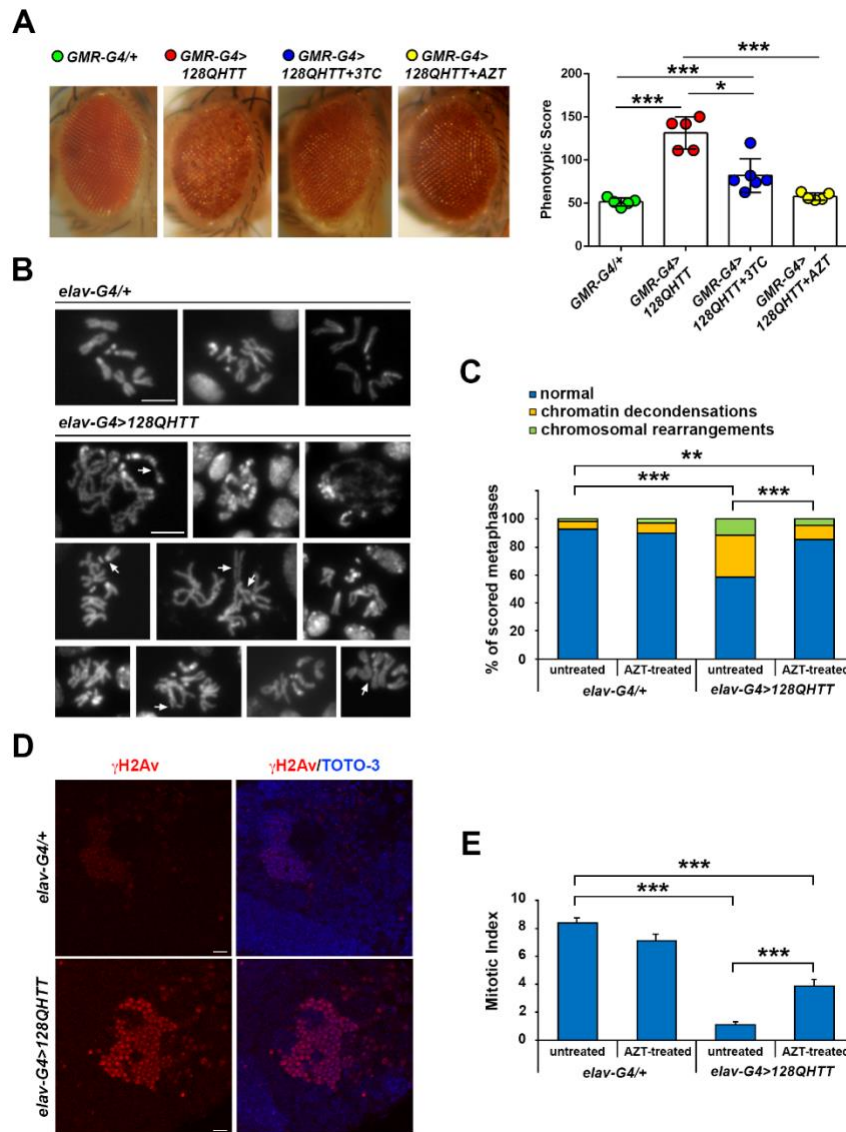 A
GMR-G4/+
GMR-G4>
128QHTT
GMR-G4>
128QHTT+3TC
GMR-G4>
128QHTT+AZT
***
***
***
*
200
150
100
50
0
Phenotypic Score
GMR-G4/+
GMR-G4>
128QHTT
GMR-G4>
128QHTT+3TC
GMR-G4>
128QHTT+AZT
B
elav-G4/+
elav-G4>128QHTT
C
normal
chromatin decondensations
chromosomal rearrangements
**
***
***
100
80
60
40
20
0
% of scored metaphases
untreated
AZT-treated
untreated
AZT-treated
elav-G4/+
elav-G4>128QHTT
D
γH2Av
γH2Av/TOTO-3
elav-G4/+
elav-G4>128QHTT
E
***
***
***
10
8
6
4
2
0
Mitotic Index
untreated
AZT-treated
untreated
AZT-treated
elav-G4/+
elav-G4>128QHTT